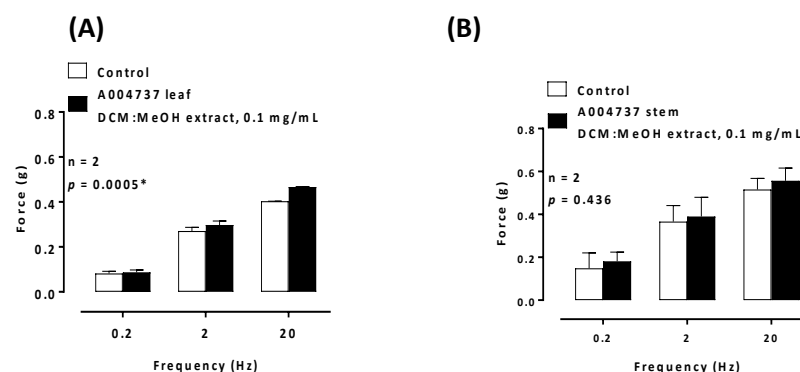 (A)
Control
A004737 leaf
DCM:MeOH extract, 0.1 mg/mL
n = 2
p = 0.0005*
Force (g)
0.8
0.6
0.4
0.2
0.0
0.2 2 20
Frequency (Hz)
(B)
Control
A004737 stem
DCM:MeOH extract, 0.1 mg/mL
n = 2
p = 0.436
Force (g)
0.8
0.6
0.4
0.2
0.0
0.2 2 20
Frequency (Hz)